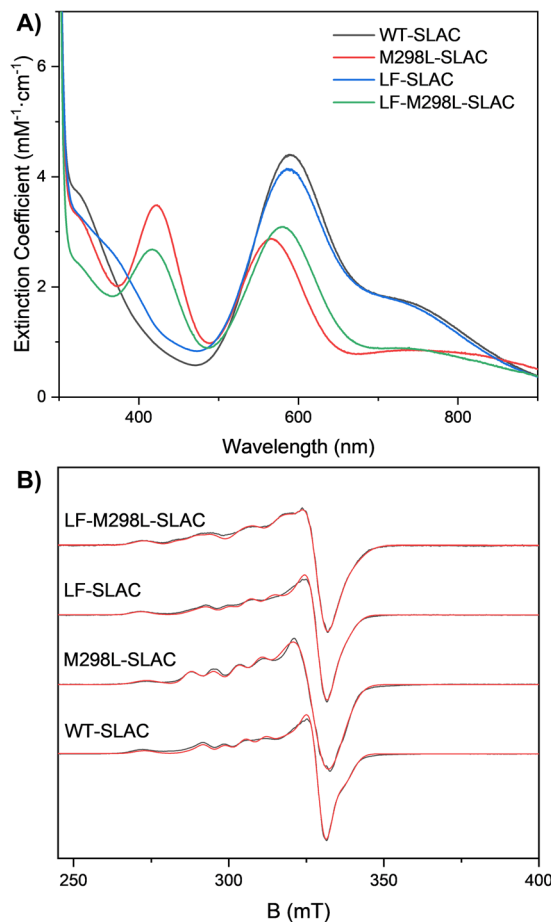 A)
WT-SLAC
M298L-SLAC
LF-SLAC
LF-M298L-SLAC
Extinction Coefficient (mM⁻¹·cm⁻¹)
6
4
2
0
400 500 600 700 800
Wavelength (nm)
B)
LF-M298L-SLAC
LF-SLAC
M298L-SLAC
WT-SLAC
250 300 350 400
B (mT)